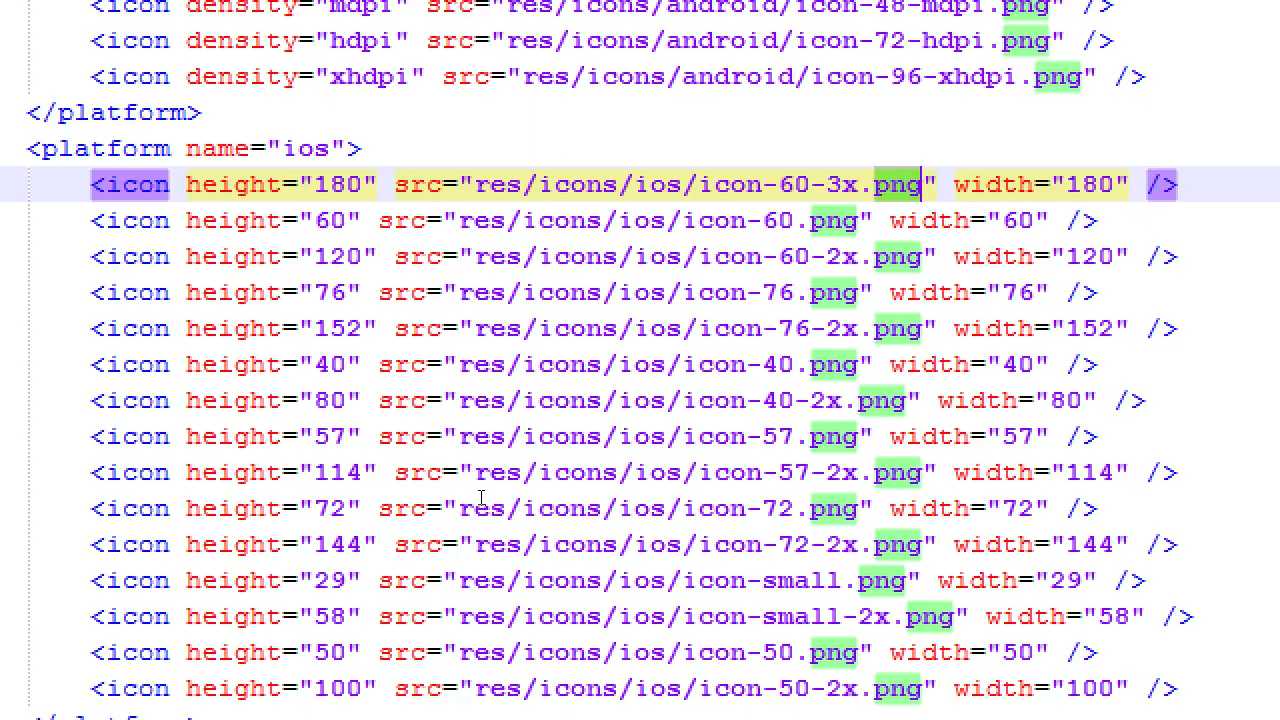 <icon density="mdpi" src="res/icons/android/icon-48-mdpi.png" />
<icon density="hdpi" src="res/icons/android/icon-72-hdpi.png" />
<icon density="xhdpi" src="res/icons/android/icon-96-xhdpi.png" />
</platform>
<platform name="ios">
<icon height="180" src="res/icons/ios/icon-60-3x.png" width="180" />
<icon height="60" src="res/icons/ios/icon-60.png" width="60" />
<icon height="120" src="res/icons/ios/icon-60-2x.png" width="120" />
<icon height="76" src="res/icons/ios/icon-76.png" width="76" />
<icon height="152" src="res/icons/ios/icon-76-2x.png" width="152" />
<icon height="40" src="res/icons/ios/icon-40.png" width="40" />
<icon height="80" src="res/icons/ios/icon-40-2x.png" width="80" />
<icon height="57" src="res/icons/ios/icon-57.png" width="57" />
<icon height="114" src="res/icons/ios/icon-57-2x.png" width="114" />
<icon height="72" src="res/icons/ios/icon-72.png" width="72" />
<icon height="144" src="res/icons/ios/icon-72-2x.png" width="144" />
<icon height="29" src="res/icons/ios/icon-small.png" width="29" />
<icon height="58" src="res/icons/ios/icon-small-2x.png" width="58" />
<icon height="50" src="res/icons/ios/icon-50.png" width="50" />
<icon height="100" src="res/icons/ios/icon-50-2x.png" width="100" />